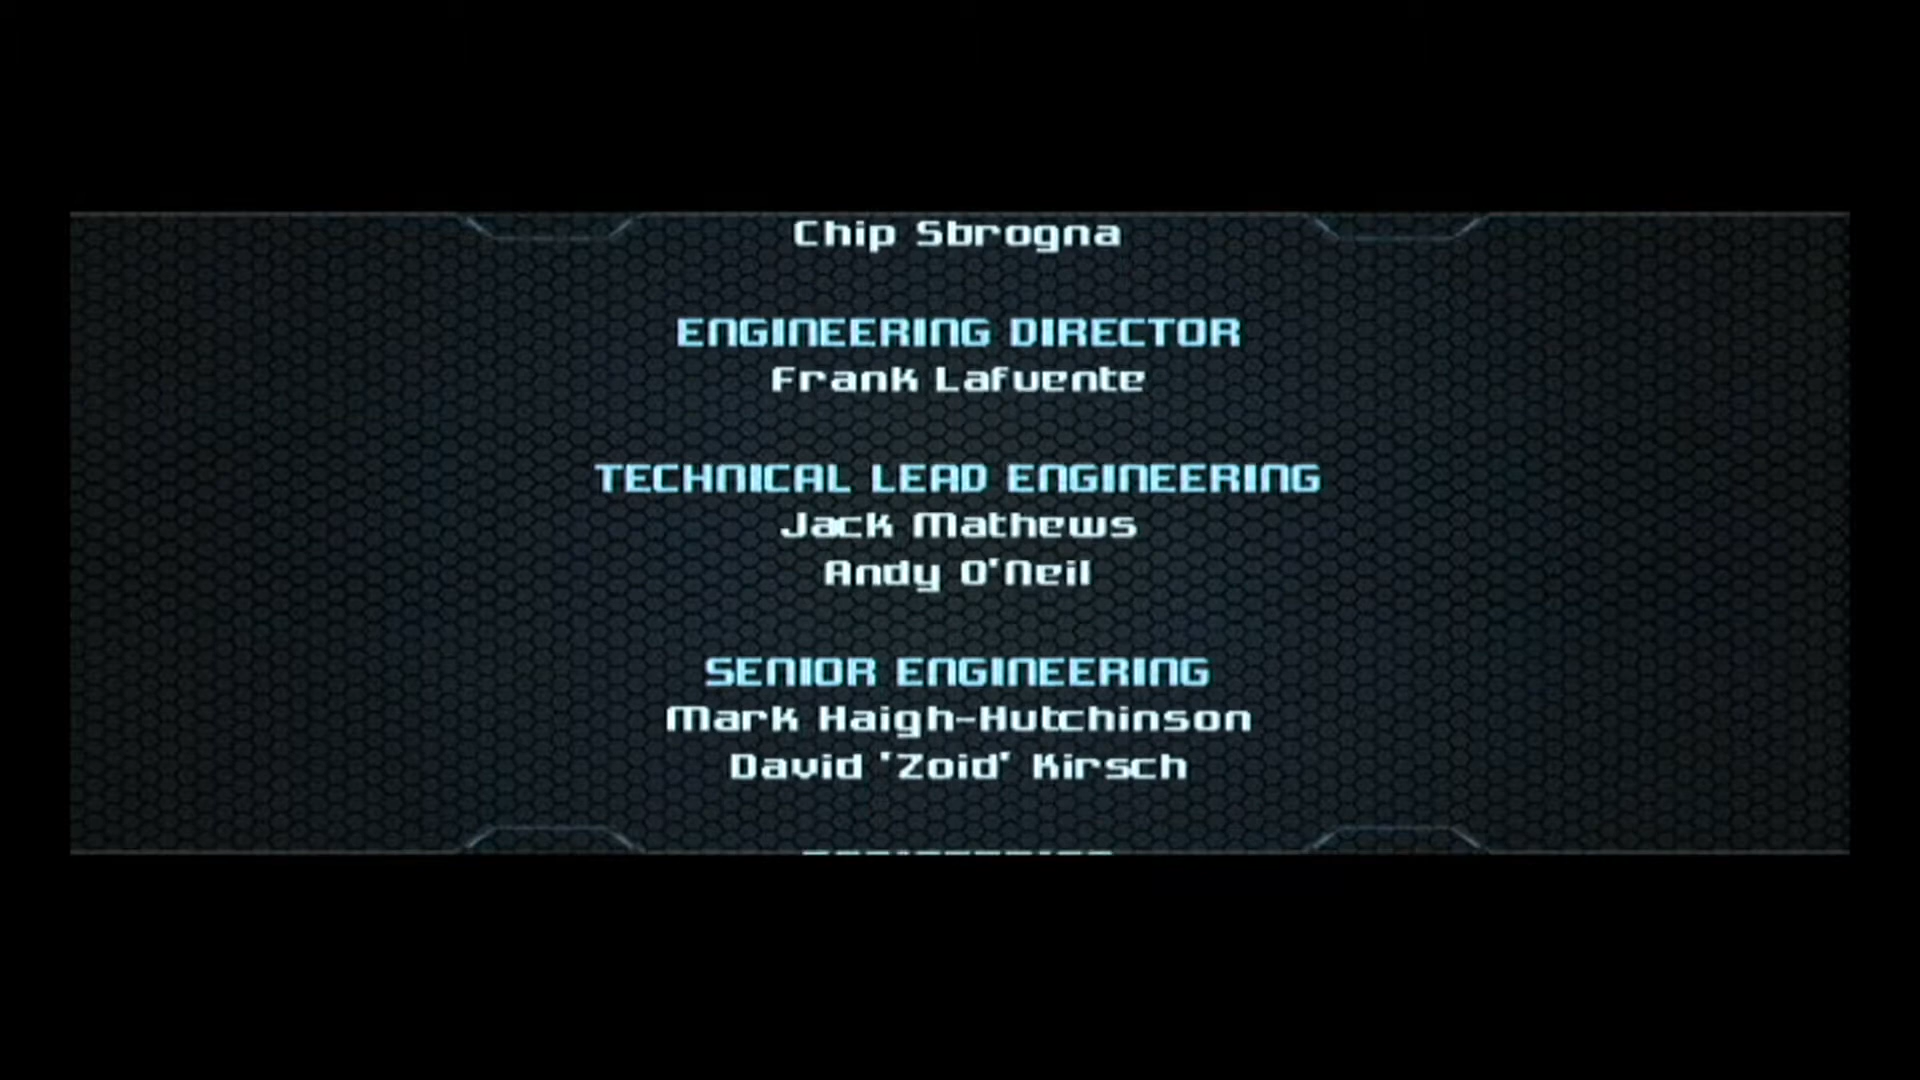 Chip Sbrogna
ENGINEERING DIRECTOR
Frank Lafuente
TECHNICAL LEAD ENGINEERING
Jack Mathews
Andy O'Neil
SENIOR ENGINEERING
Mark Haigh-Hutchinson
David 'Zoid' Kirsch